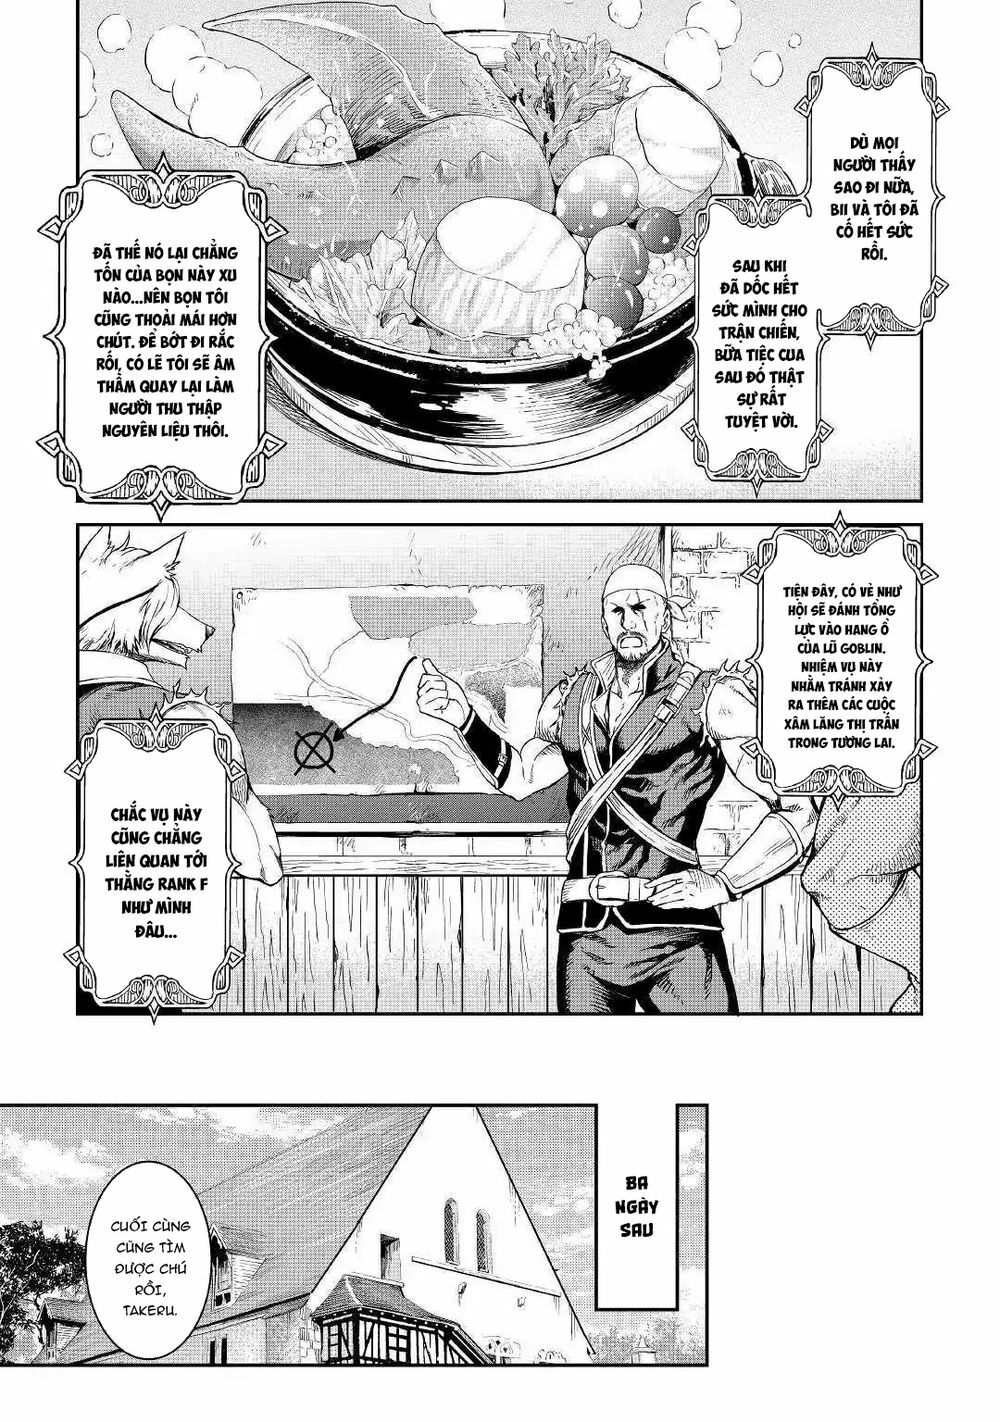 DÙ MỌI
NGƯỜI THẤY
SAO ĐI NỮA,
BII VÀ TÔI ĐÃ
CỐ HẾT SỨC
RỒI.
SAU KHI
ĐÃ DỐC HẾT
SỨC MÌNH CHO
TRẬN CHIẾN,
BỮA TIỆC CUA
SAU ĐÓ THẬT
SỰ RẤT
TUYỆT VỜI.
ĐÃ THẾ NÓ LẠI CHẲNG
TỐN CỦA BỌN NÀY XU
NÀO...NÊN BỌN TÔI
CŨNG THOẢI MÁI HƠN
CHÚT. ĐỂ BỚT ĐI RẮC
RỐI, CÓ LẼ TÔI SẼ ÂM
THẦM QUAY LẠI LÀM
NGƯỜI THU THẬP
NGUYÊN LIỆU THÔI.
TIỆN ĐÂY, CÓ VẺ NHƯ
HỘI SẼ ĐÁNH TỔNG
LỰC VÀO HANG Ổ
CỦA LŨ GOBLIN.
NHIỆM VỤ NÀY
NHẰM TRÁNH XẢY
RA THÊM CÁC CUỘC
XÂM LĂNG THỊ TRẤN
TRONG TƯƠNG LAI.
CHẮC VỤ NÀY
CŨNG CHẲNG
LIÊN QUAN TỚI
THẰNG RANK F
NHƯ MÌNH
ĐÂU...
BA
NGÀY
SAU
CUỐI CÙNG
CŨNG TÌM
ĐƯỢC CHÚ
RỒI,
TAKERU.